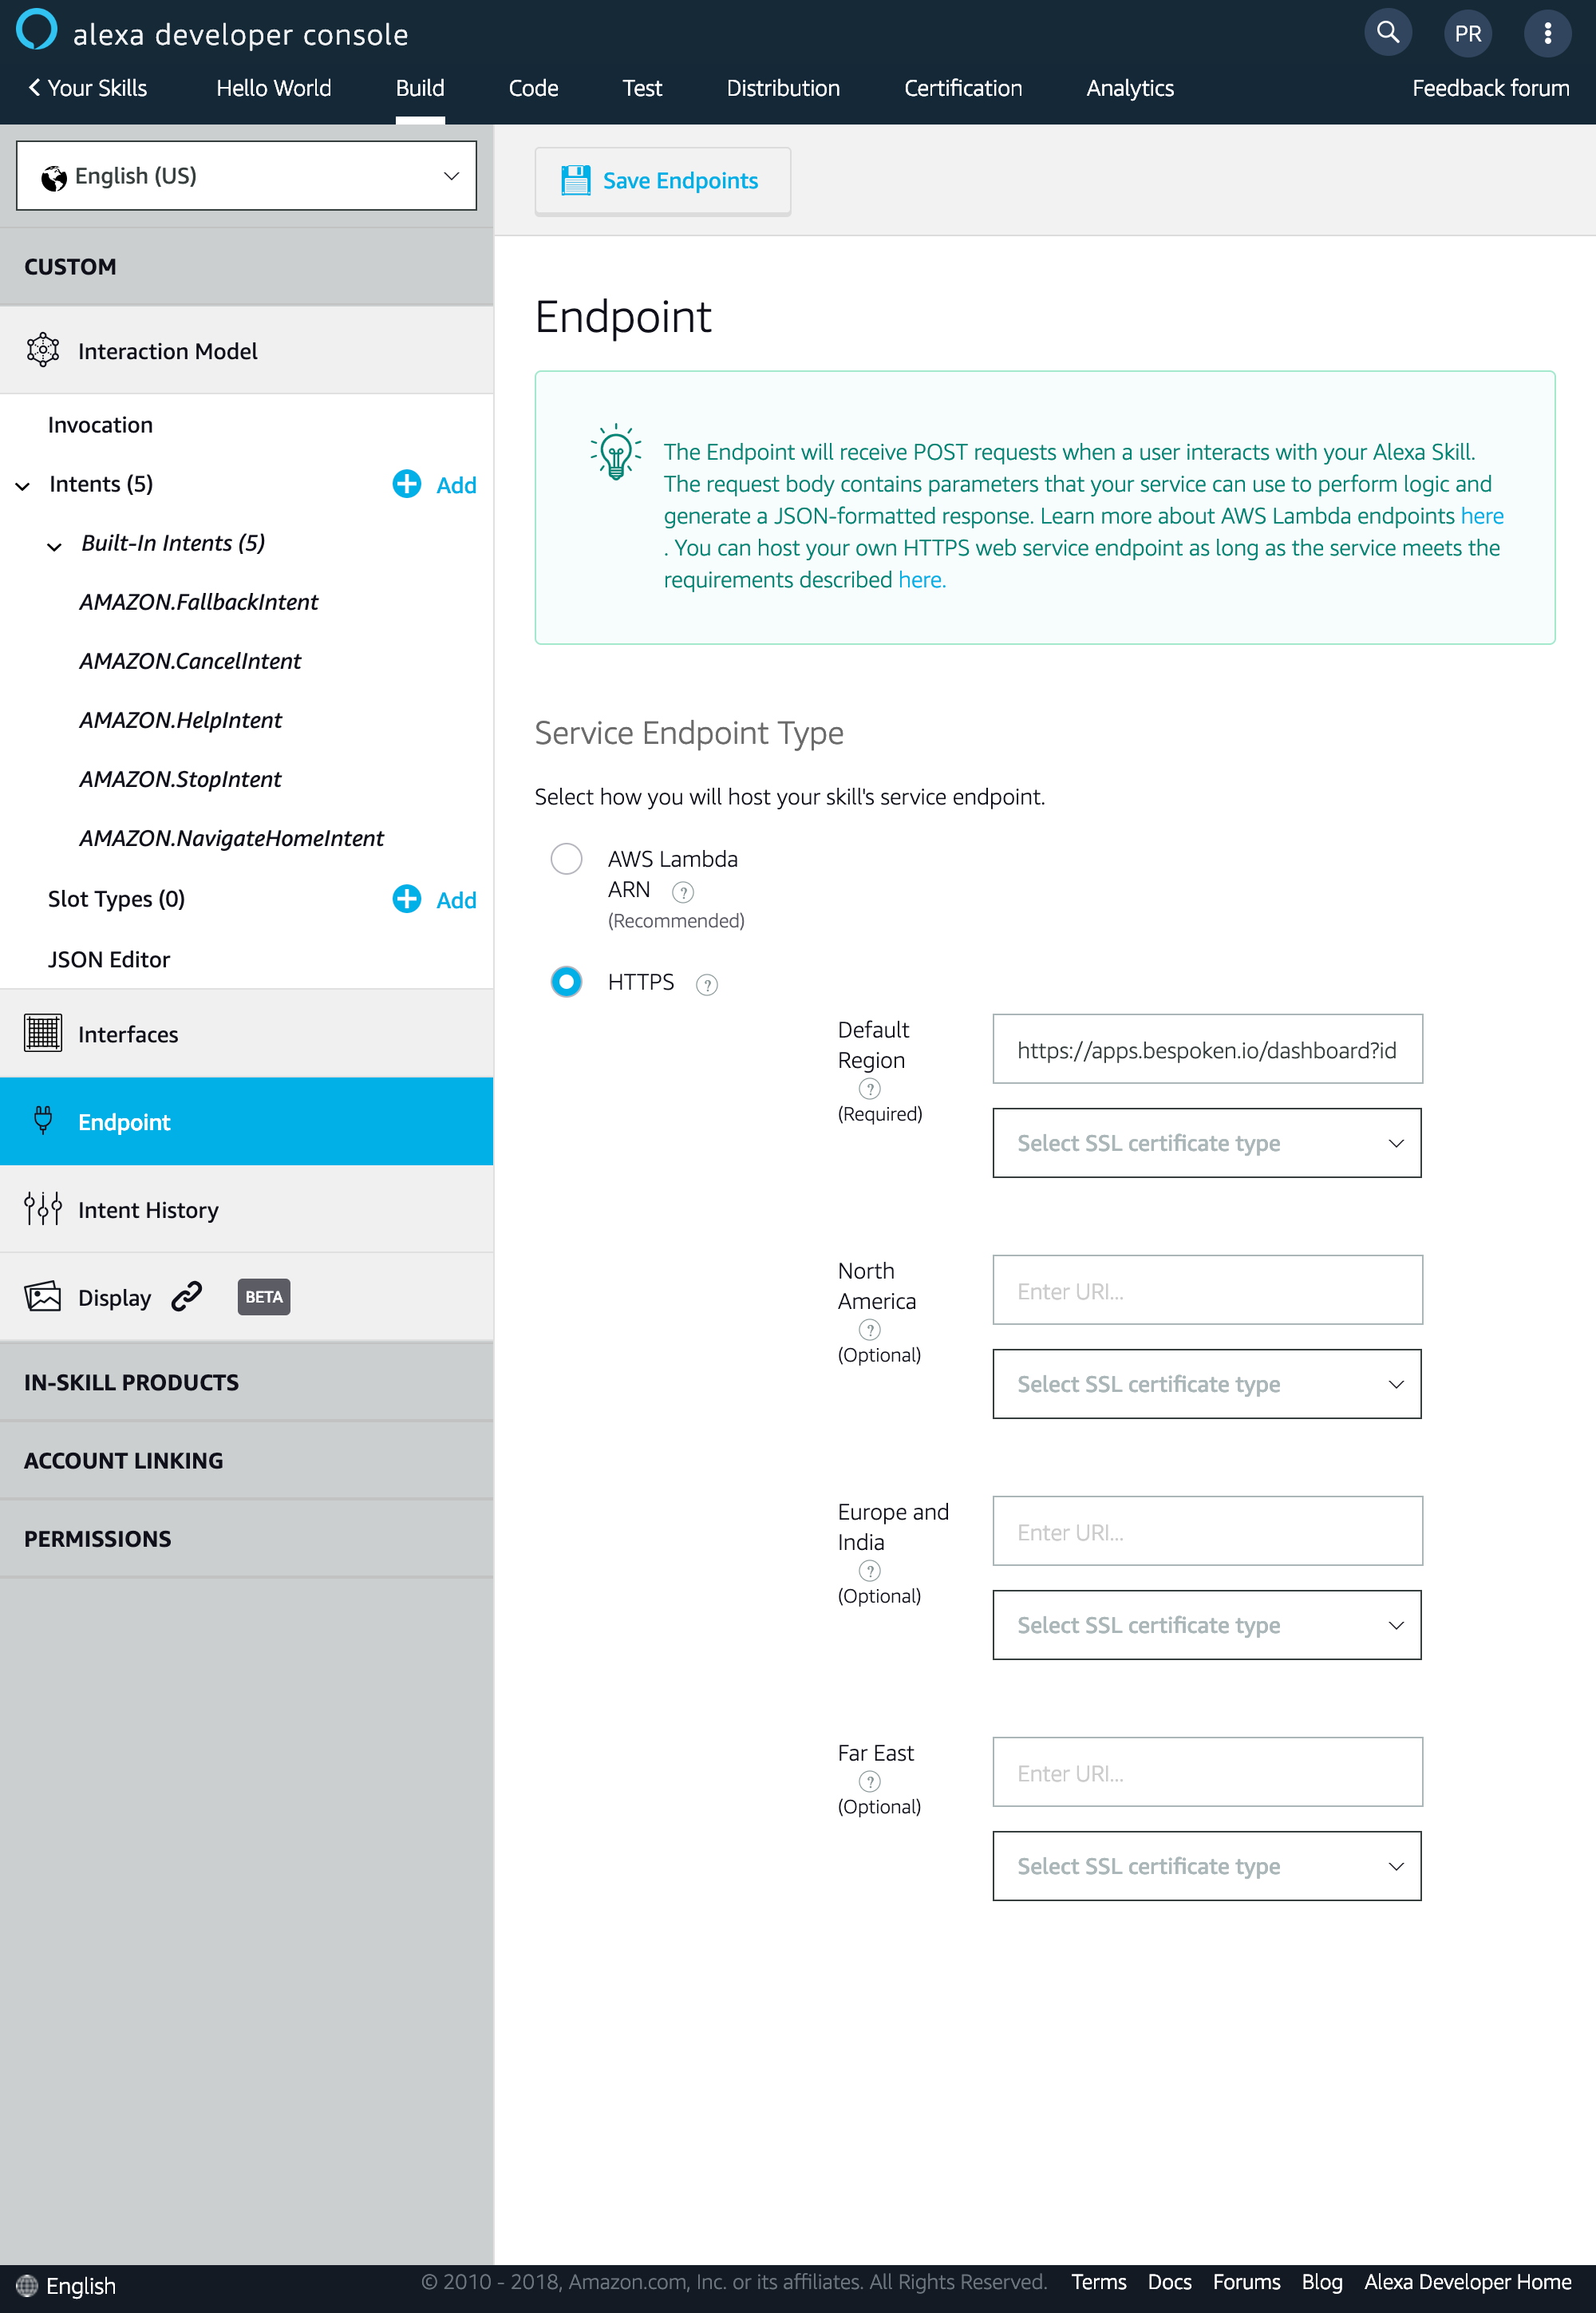 alexa developer console
PR
Your Skills
Hello World
Build
Code
Test
Distribution
Certification
Analytics
Feedback forum
English (US)
Save Endpoints
CUSTOM
Interaction Model
Invocation
Intents (5)
Add
Built-In Intents (5)
AMAZON.FallbackIntent
AMAZON.CancelIntent
AMAZON.HelpIntent
AMAZON.StopIntent
AMAZON.NavigateHomeIntent
Slot Types (0)
Add
JSON Editor
Interfaces
Endpoint
Intent History
Display
BETA
IN-SKILL PRODUCTS
ACCOUNT LINKING
PERMISSIONS
Endpoint
The Endpoint will receive POST requests when a user interacts with your Alexa Skill.
The request body contains parameters that your service can use to perform logic and
generate a JSON-formatted response. Learn more about AWS Lambda endpoints here
. You can host your own HTTPS web service endpoint as long as the service meets the
requirements described here.
Service Endpoint Type
Select how you will host your skill's service endpoint.
AWS Lambda
ARN ?
(Recommended)
HTTPS ?
Default
Region
?
(Required)
https://apps.bespoken.io/dashboard?id
Select SSL certificate type
North
America
?
(Optional)
Enter URI...
Select SSL certificate type
Europe and
India
?
(Optional)
Enter URI...
Select SSL certificate type
Far East
?
(Optional)
Enter URI...
Select SSL certificate type
English
© 2010 - 2018, Amazon.com, Inc. or its affiliates. All Rights Reserved.
Terms
Docs
Forums
Blog
Alexa Developer Home